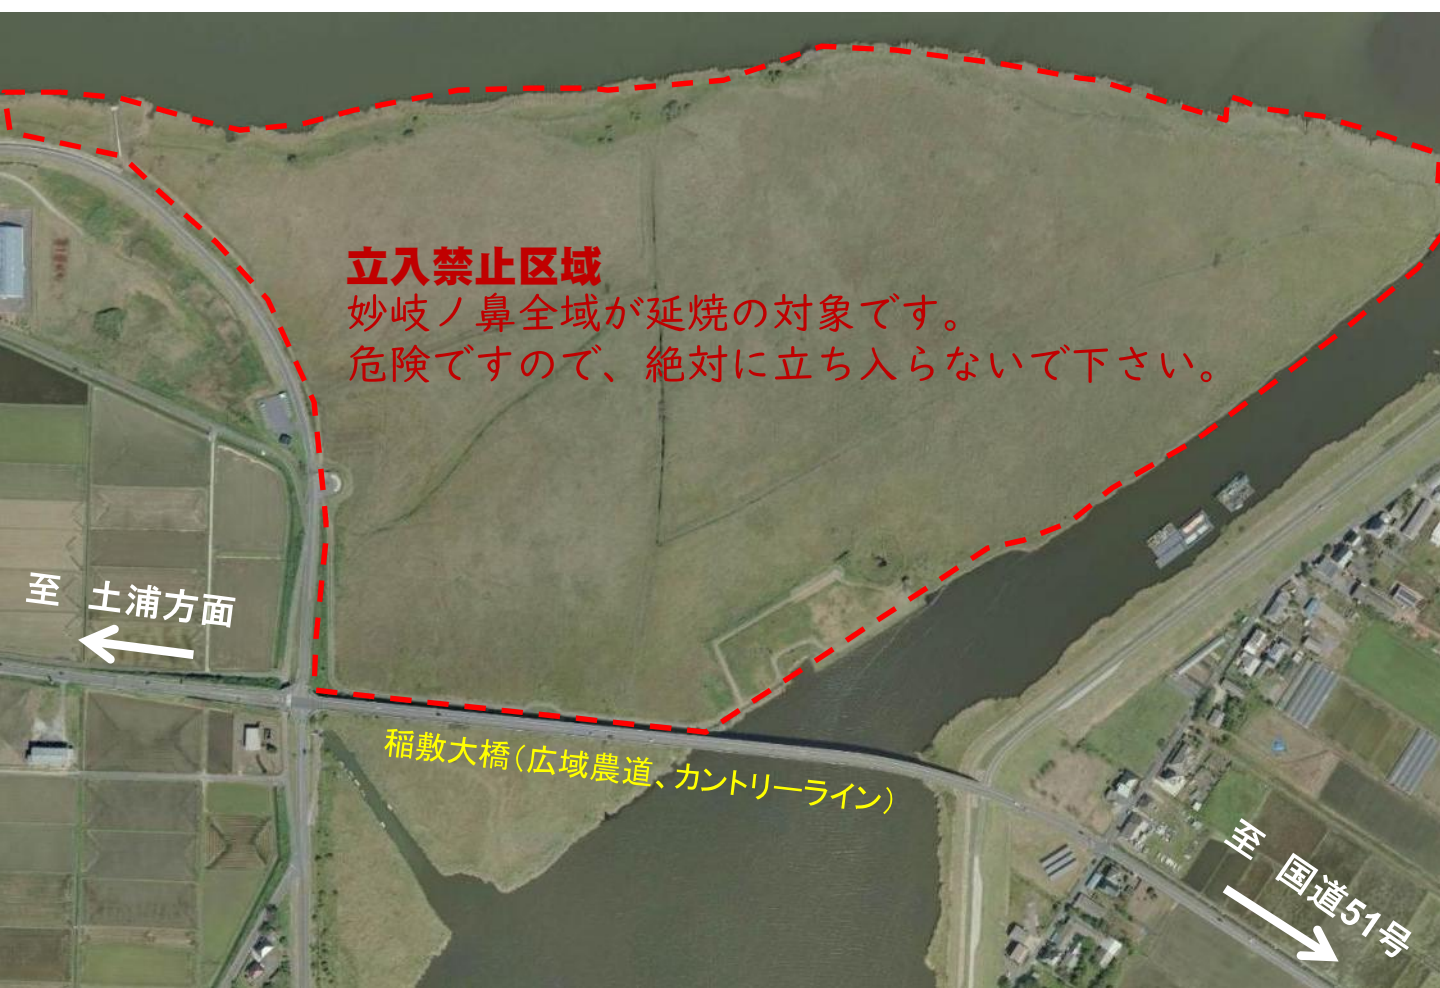 立入禁止区域
妙岐ノ鼻全域が延焼の対象です。
危険ですので、絶対に立ち入らないで下さい。
至　土浦方面
稲敷大橋（広域農道、カントリーライン）
至　国道51号